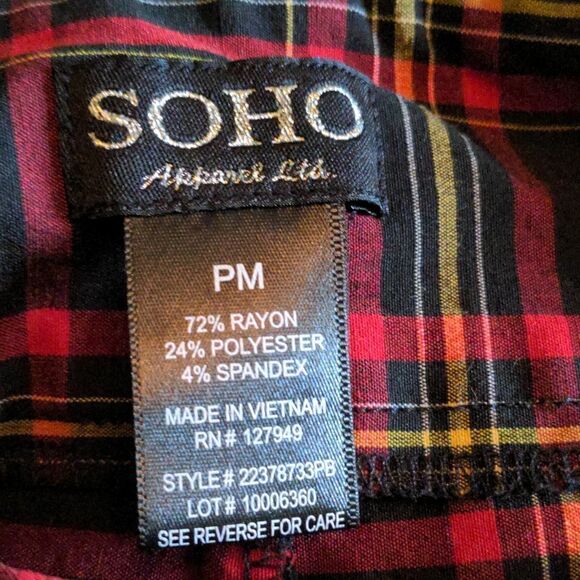 SOHO
Apparel Ltd.
PM
72% RAYON
24% POLYESTER
4% SPANDEX
MADE IN VIETNAM
RN # 127949
STYLE # 22378733PB
LOT # 10006360
SEE REVERSE FOR CARE